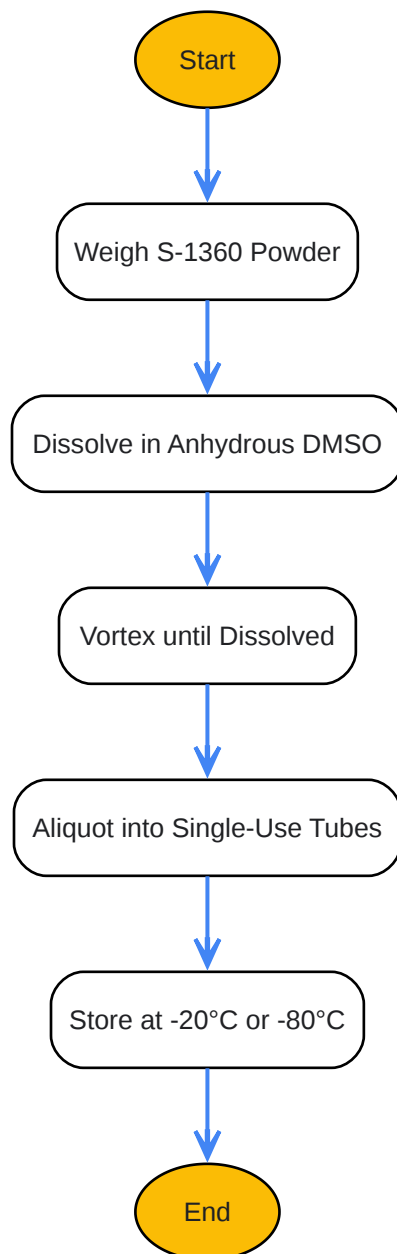 Start
Weigh S-1360 Powder
Dissolve in Anhydrous DMSO
Vortex until Dissolved
Aliquot into Single-Use Tubes
Store at -20°C or -80°C
End